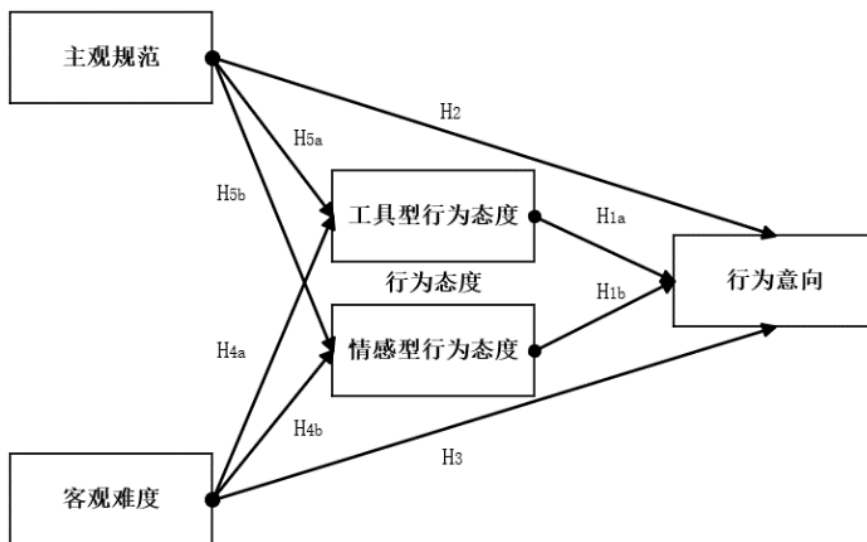 主观规范
H2
H5a
H5b
工具型行为态度
H1a
行为态度
行为意向
H1b
情感型行为态度
H4a
H4b
H3
客观难度